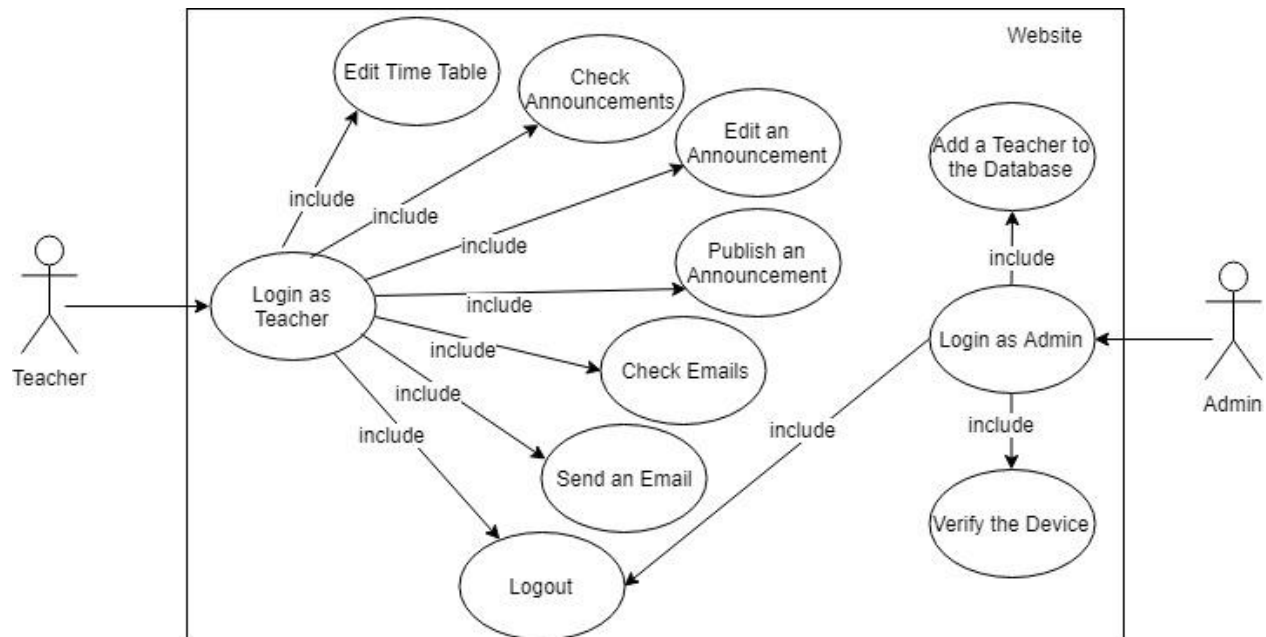 Website
Edit Time Table
Check
Announcements
Edit an
Announcement
Add a Teacher to
the Database
include
include
include
Publish an
Announcement
include
include
Login as
Teacher
include
Login as Admin
Teacher
include
Check Emails
Admin
include
include
include
include
Send an Email
Verify the Device
Logout